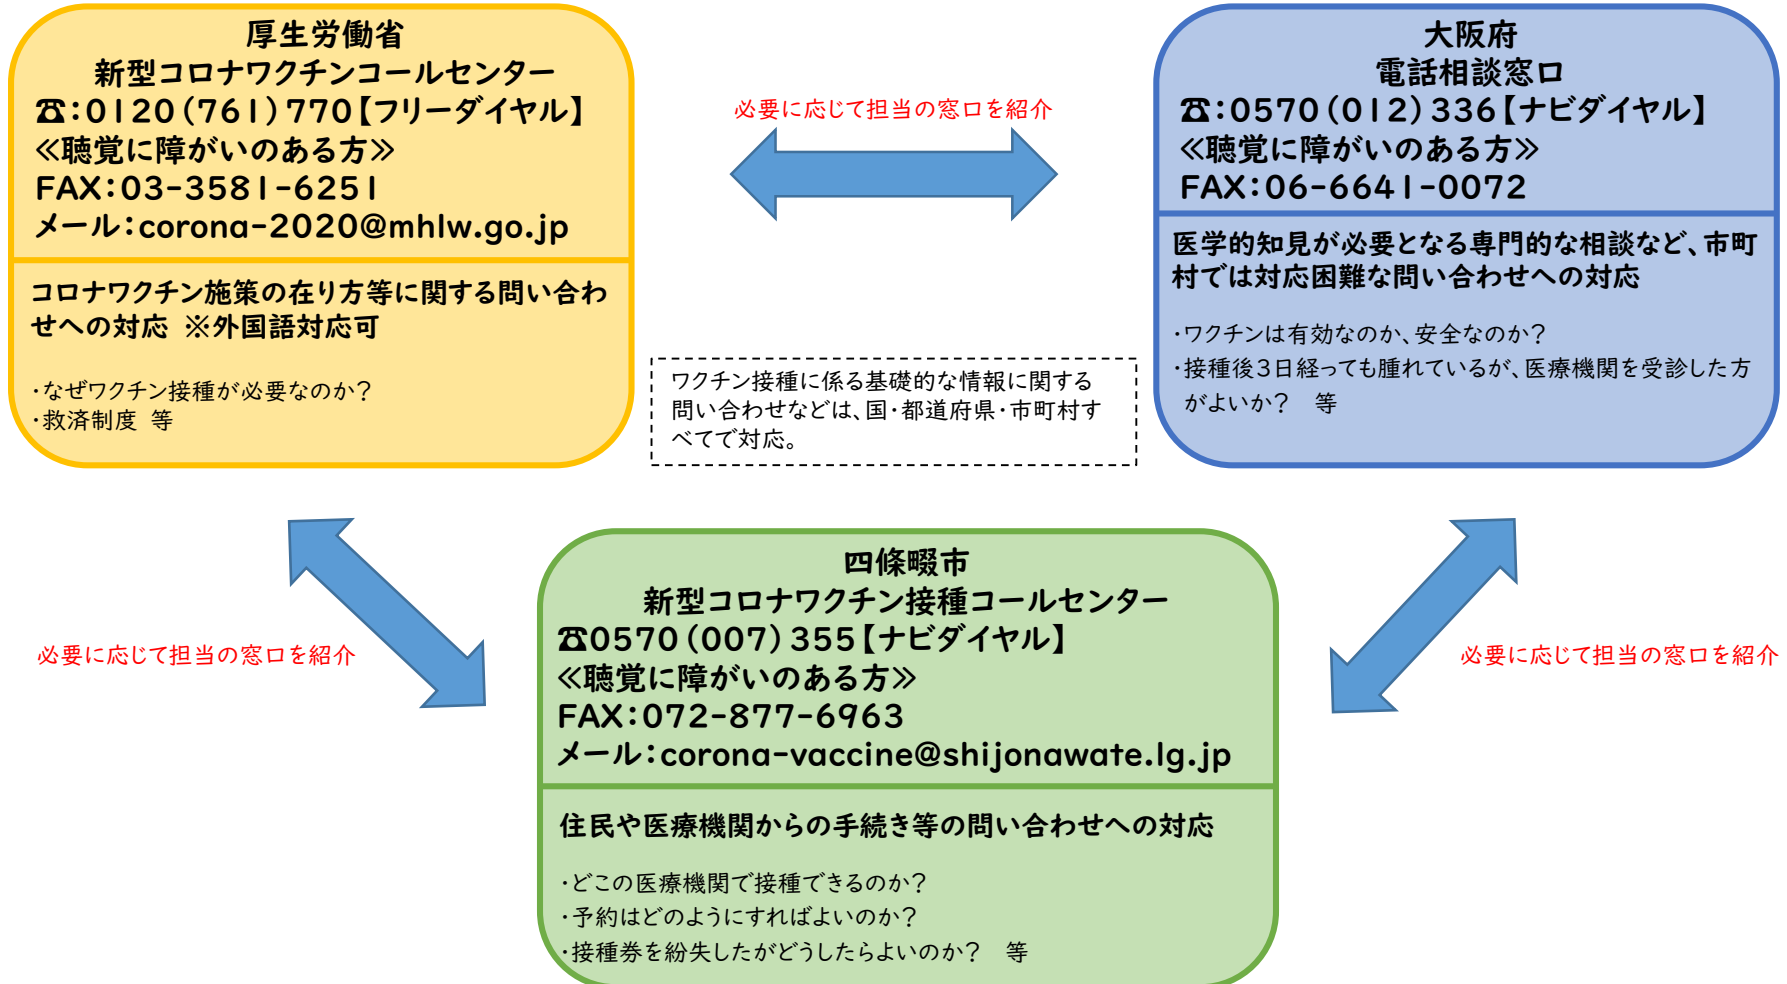 厚生労働省
新型コロナワクチンコールセンター
☎:0120(761)770【フリーダイヤル】
≪聴覚に障がいのある方≫
FAX:03-3581-6251
メール:corona-2020@mhlw.go.jp
コロナワクチン施策の在り方等に関する問い合わ
せへの対応 ※外国語対応可
・なぜワクチン接種が必要なのか?
・救済制度 等
必要に応じて担当の窓口を紹介
大阪府
電話相談窓口
☎:0570(012)336【ナビダイヤル】
≪聴覚に障がいのある方≫
FAX:06-6641-0072
医学的知見が必要となる専門的な相談など、市町
村では対応困難な問い合わせへの対応
・ワクチンは有効なのか、安全なのか?
・接種後3日経っても腫れているが、医療機関を受診した方
がよいか? 等
ワクチン接種に係る基礎的な情報に関する
問い合わせなどは、国・都道府県・市町村す
べてで対応。
必要に応じて担当の窓口を紹介
四條畷市
新型コロナワクチン接種コールセンター
☎0570(007)355【ナビダイヤル】
≪聴覚に障がいのある方≫
FAX:072-877-6963
メール:corona-vaccine@shijonawate.lg.jp
住民や医療機関からの手続き等の問い合わせへの対応
・どこの医療機関で接種できるのか?
・予約はどのようにすればよいのか?
・接種券を紛失したがどうしたらよいのか? 等
必要に応じて担当の窓口を紹介